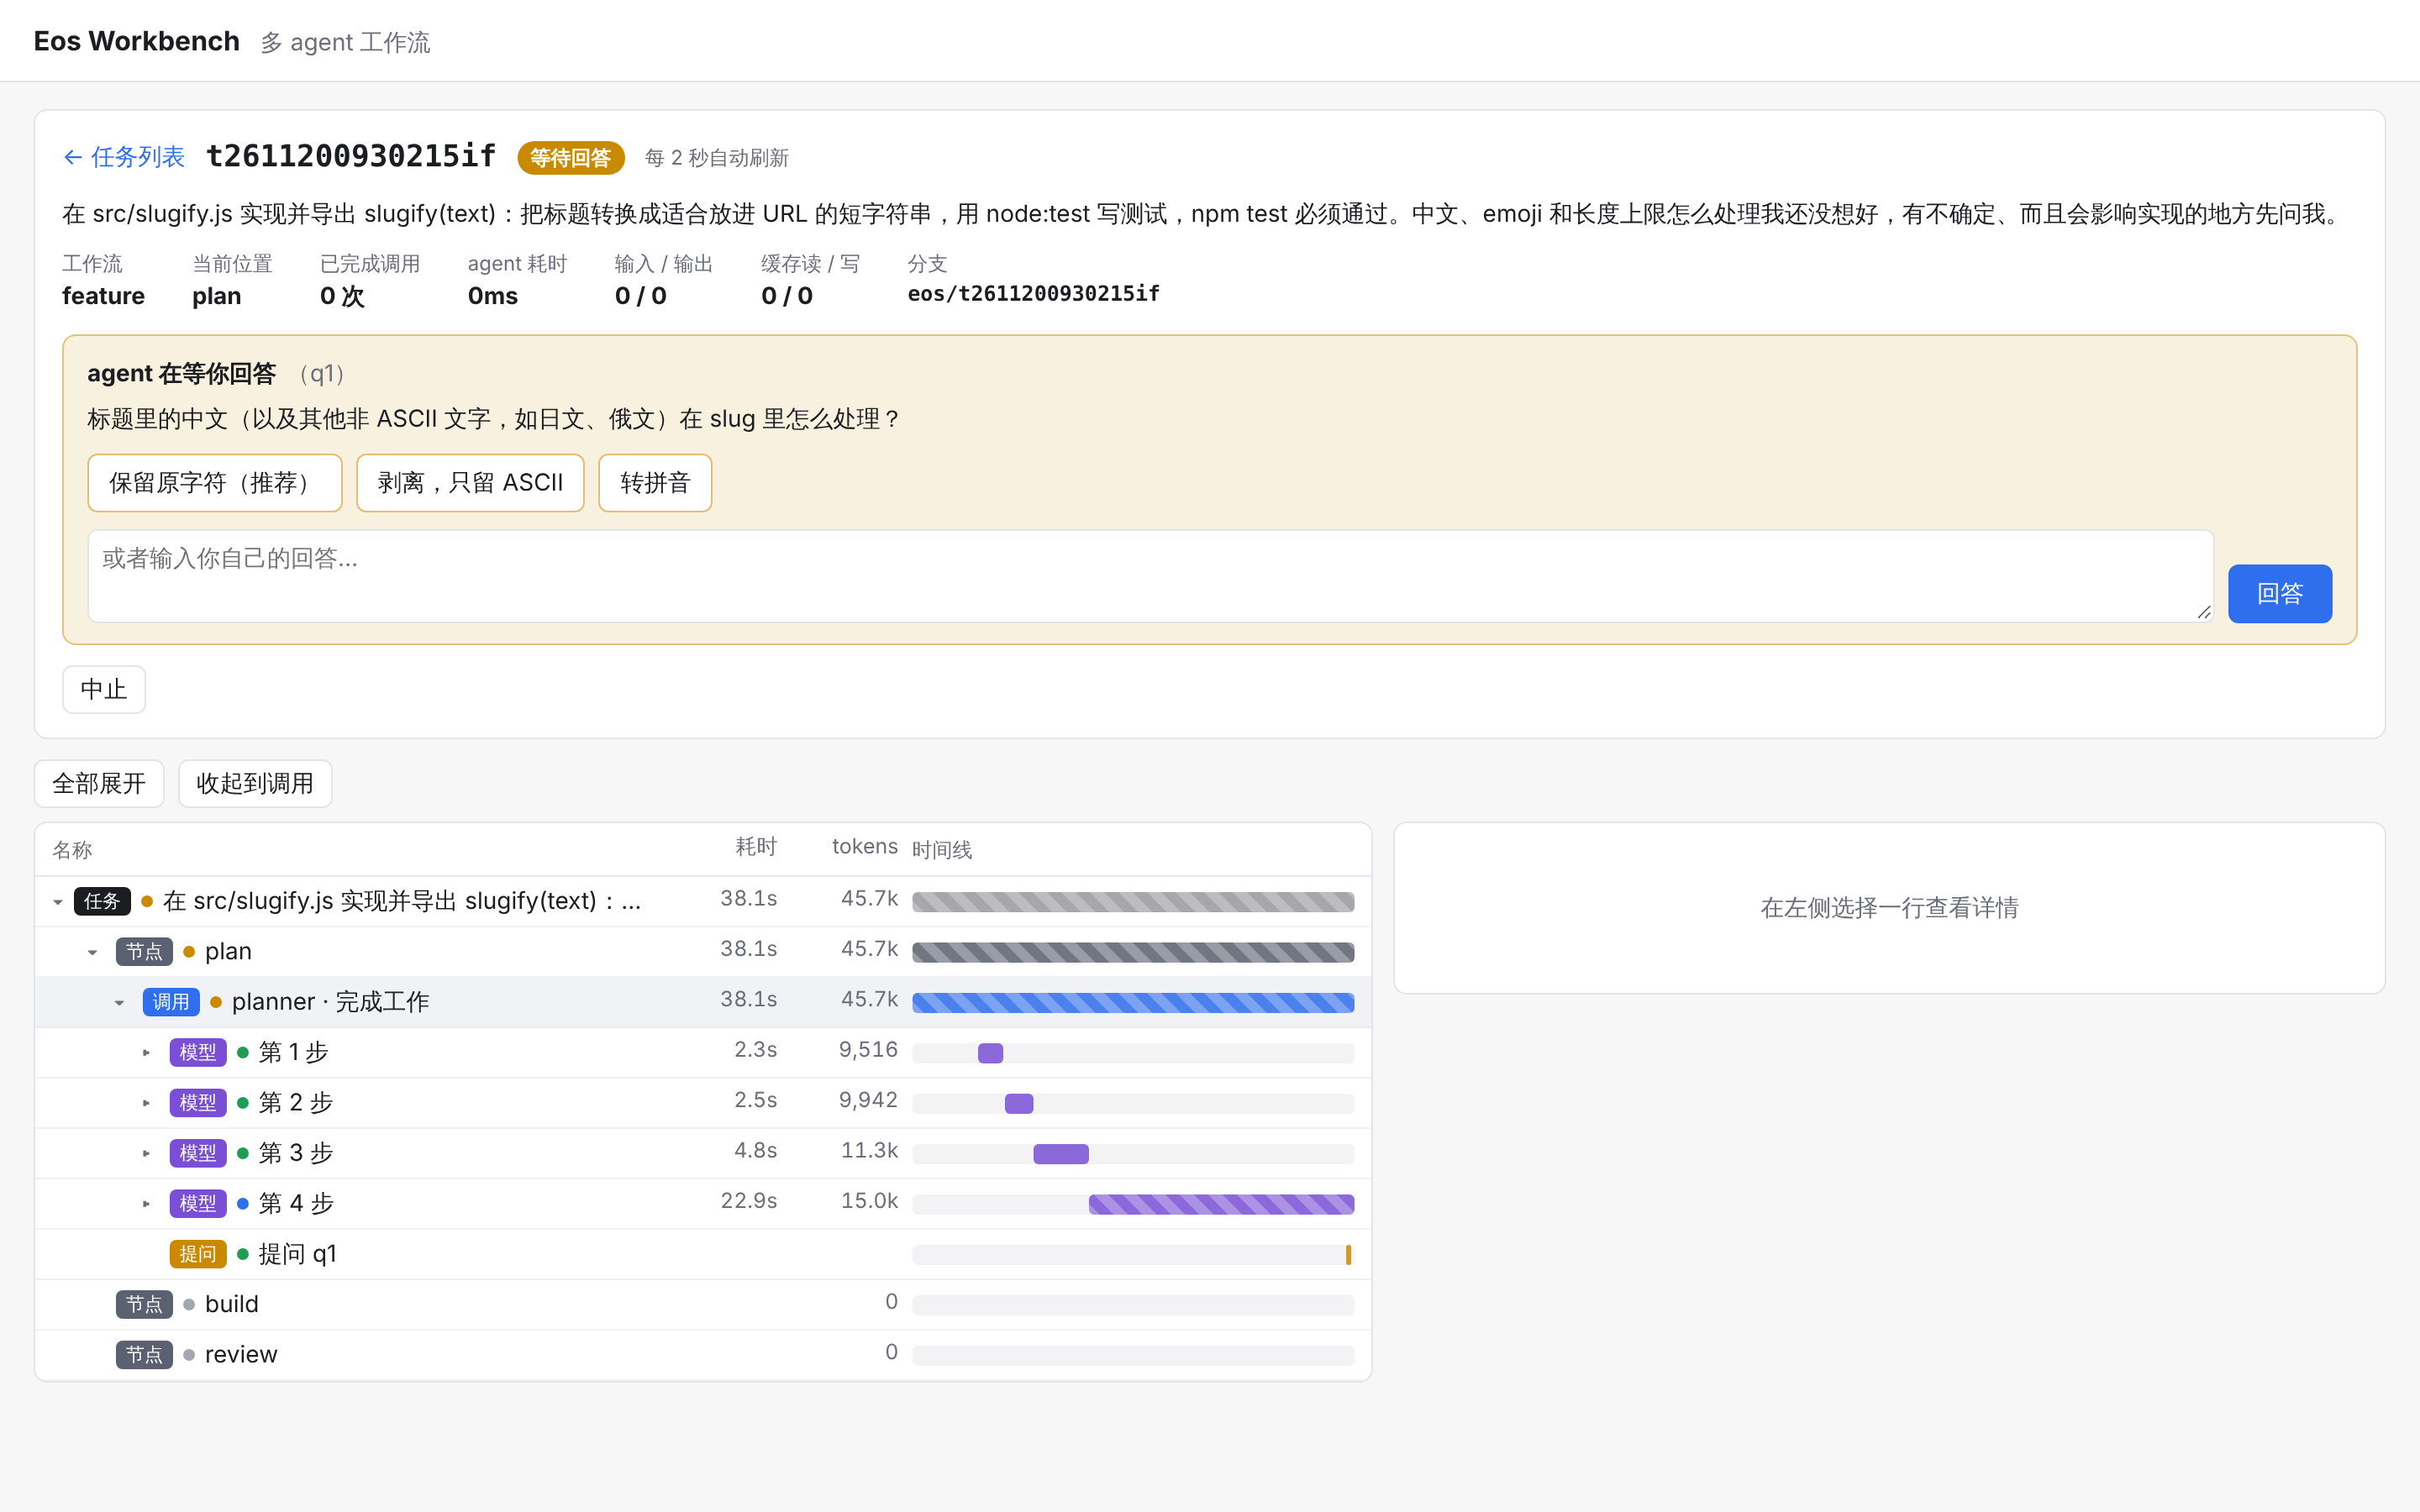 Eos Workbench 多 agent 工作流
← 任务列表 t2611200930215if 等待回答 每 2 秒自动刷新
在 src/slugify.js 实现并导出 slugify(text)：把标题转换成适合放进 URL 的短字符串，用 node:test 写测试，npm test 必须通过。中文、emoji 和长度上限怎么处理我还没想好，有不确定、而且会影响实现的地方先问我。
工作流 当前位置 已完成调用 agent 耗时 输入 / 输出 缓存读 / 写 分支
feature plan 0 次 0ms 0 / 0 0 / 0 eos/t2611200930215if
agent 在等你回答 （q1）
标题里的中文（以及其他非 ASCII 文字，如日文、俄文）在 slug 里怎么处理？
保留原字符（推荐） 剥离，只留 ASCII 转拼音
或者输入你自己的回答...
回答
中止
全部展开 收起到调用
名称 耗时 tokens 时间线
任务 在 src/slugify.js 实现并导出 slugify(text)：... 38.1s 45.7k
节点 plan 38.1s 45.7k
调用 planner · 完成工作 38.1s 45.7k
模型 第 1 步 2.3s 9,516
模型 第 2 步 2.5s 9,942
模型 第 3 步 4.8s 11.3k
模型 第 4 步 22.9s 15.0k
提问 提问 q1
节点 build 0
节点 review 0
在左侧选择一行查看详情